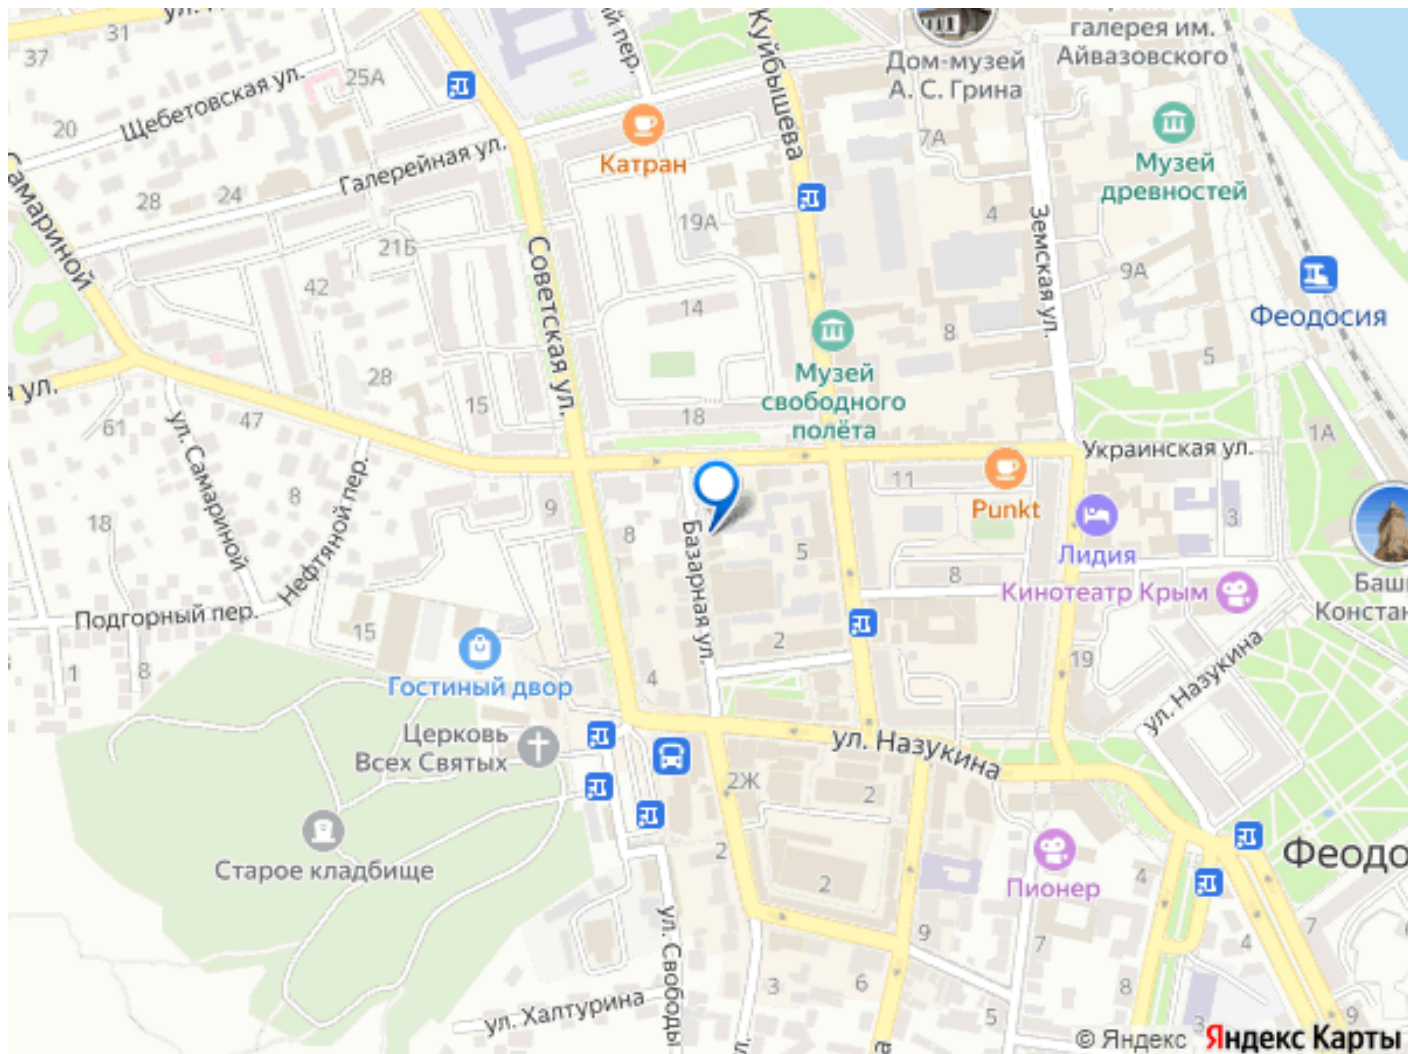 37
31
Щебетовская ул.
25А
20
Самариной
28
24
Галерейная ул.
Катран
Куйбышева
Дом-музей
А. С. Грина
галерея им.
Айвазовского
7А
Музей
древностей
4
Земская ул.
9А
19А
21Б
42
Советская ул.
14
8
Феодосия
5
Музей
свободного
полёта
28
15
18
47
61
ул. Самариной
8
18
Нефтяной пер.
Подгорный пер.
15
1
8
9
8
Базарная ул.
5
11
Punkt
Украинская ул.
1А
3
Лидия
8
Кинотеатр Крым
2
4
19
ул. Назукина
Гостиный двор
Церковь
Всех Святых
ул. Назукина
2Ж
2
2
2
Старое кладбище
Пионер
4
9
7
8
4
7
3
6
5
3
9
ул. Свободы
ул. Халтурина
© Яндекс Яндекс Карты